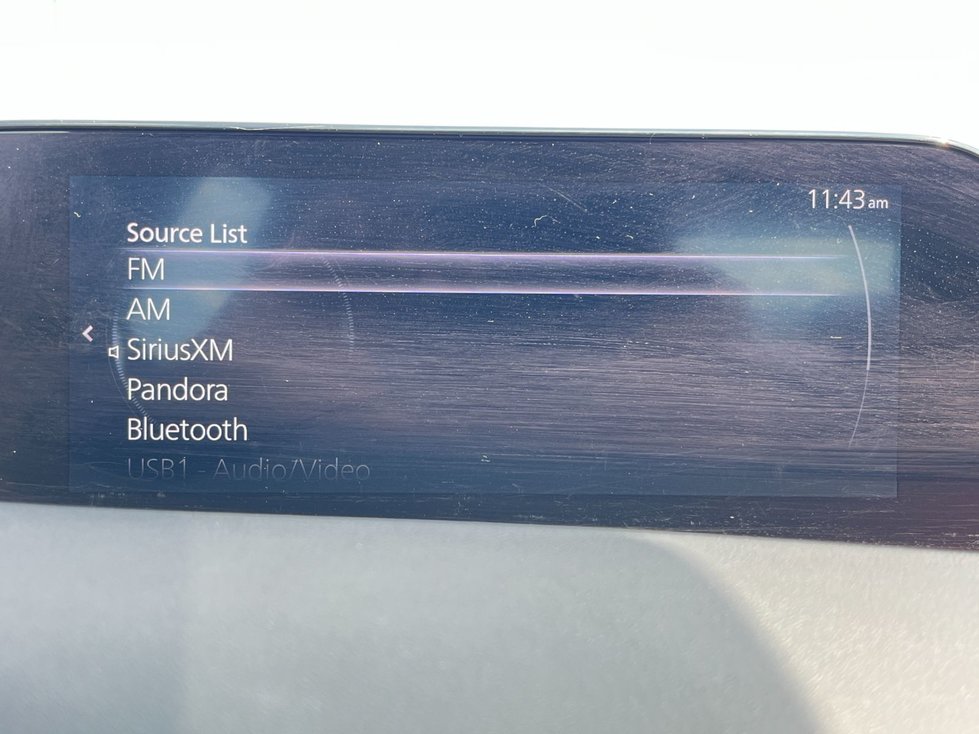 11:43 am
Source List
FM
AM
SiriusXM
Pandora
Bluetooth
USB1 - Audio/Video